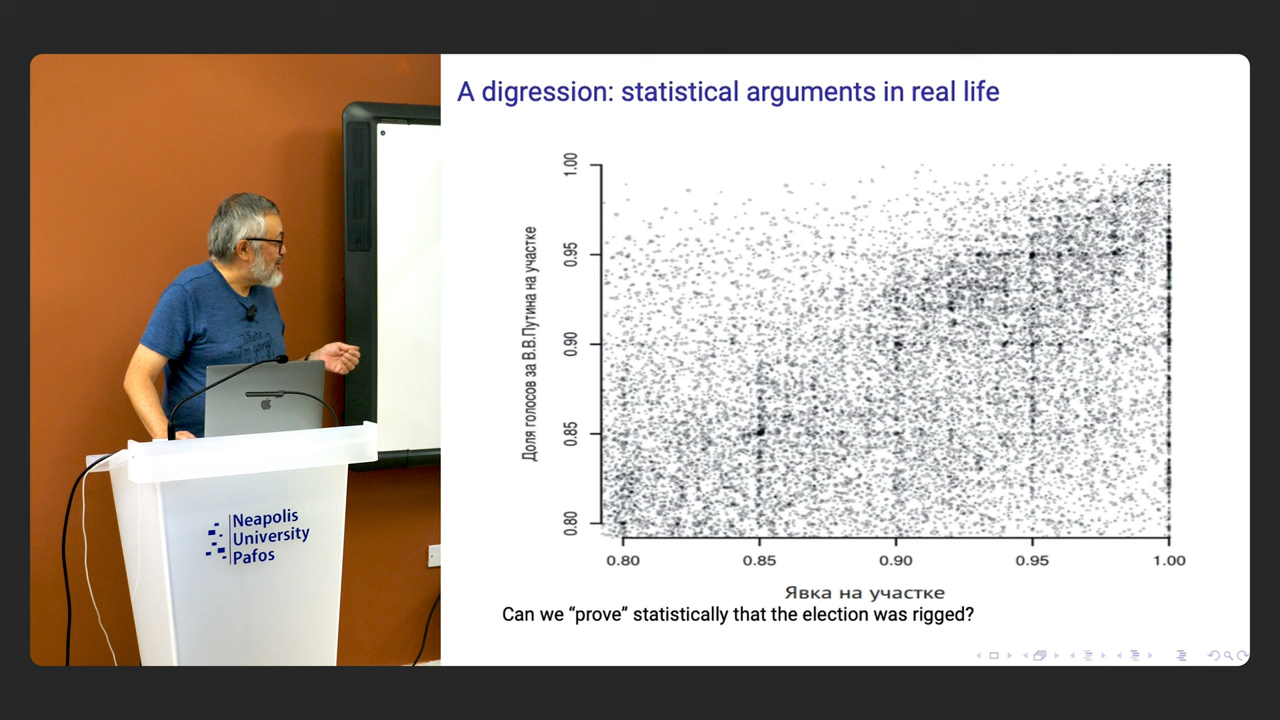 A digression: statistical arguments in real life
Доля голосов за В.В.Путина на участке
1.00
0.95
0.90
0.85
0.80
0.80 0.85 0.90 0.95 1.00
Явка на участке
Can we “prove” statistically that the election was rigged?
Neapolis
University
Pafos